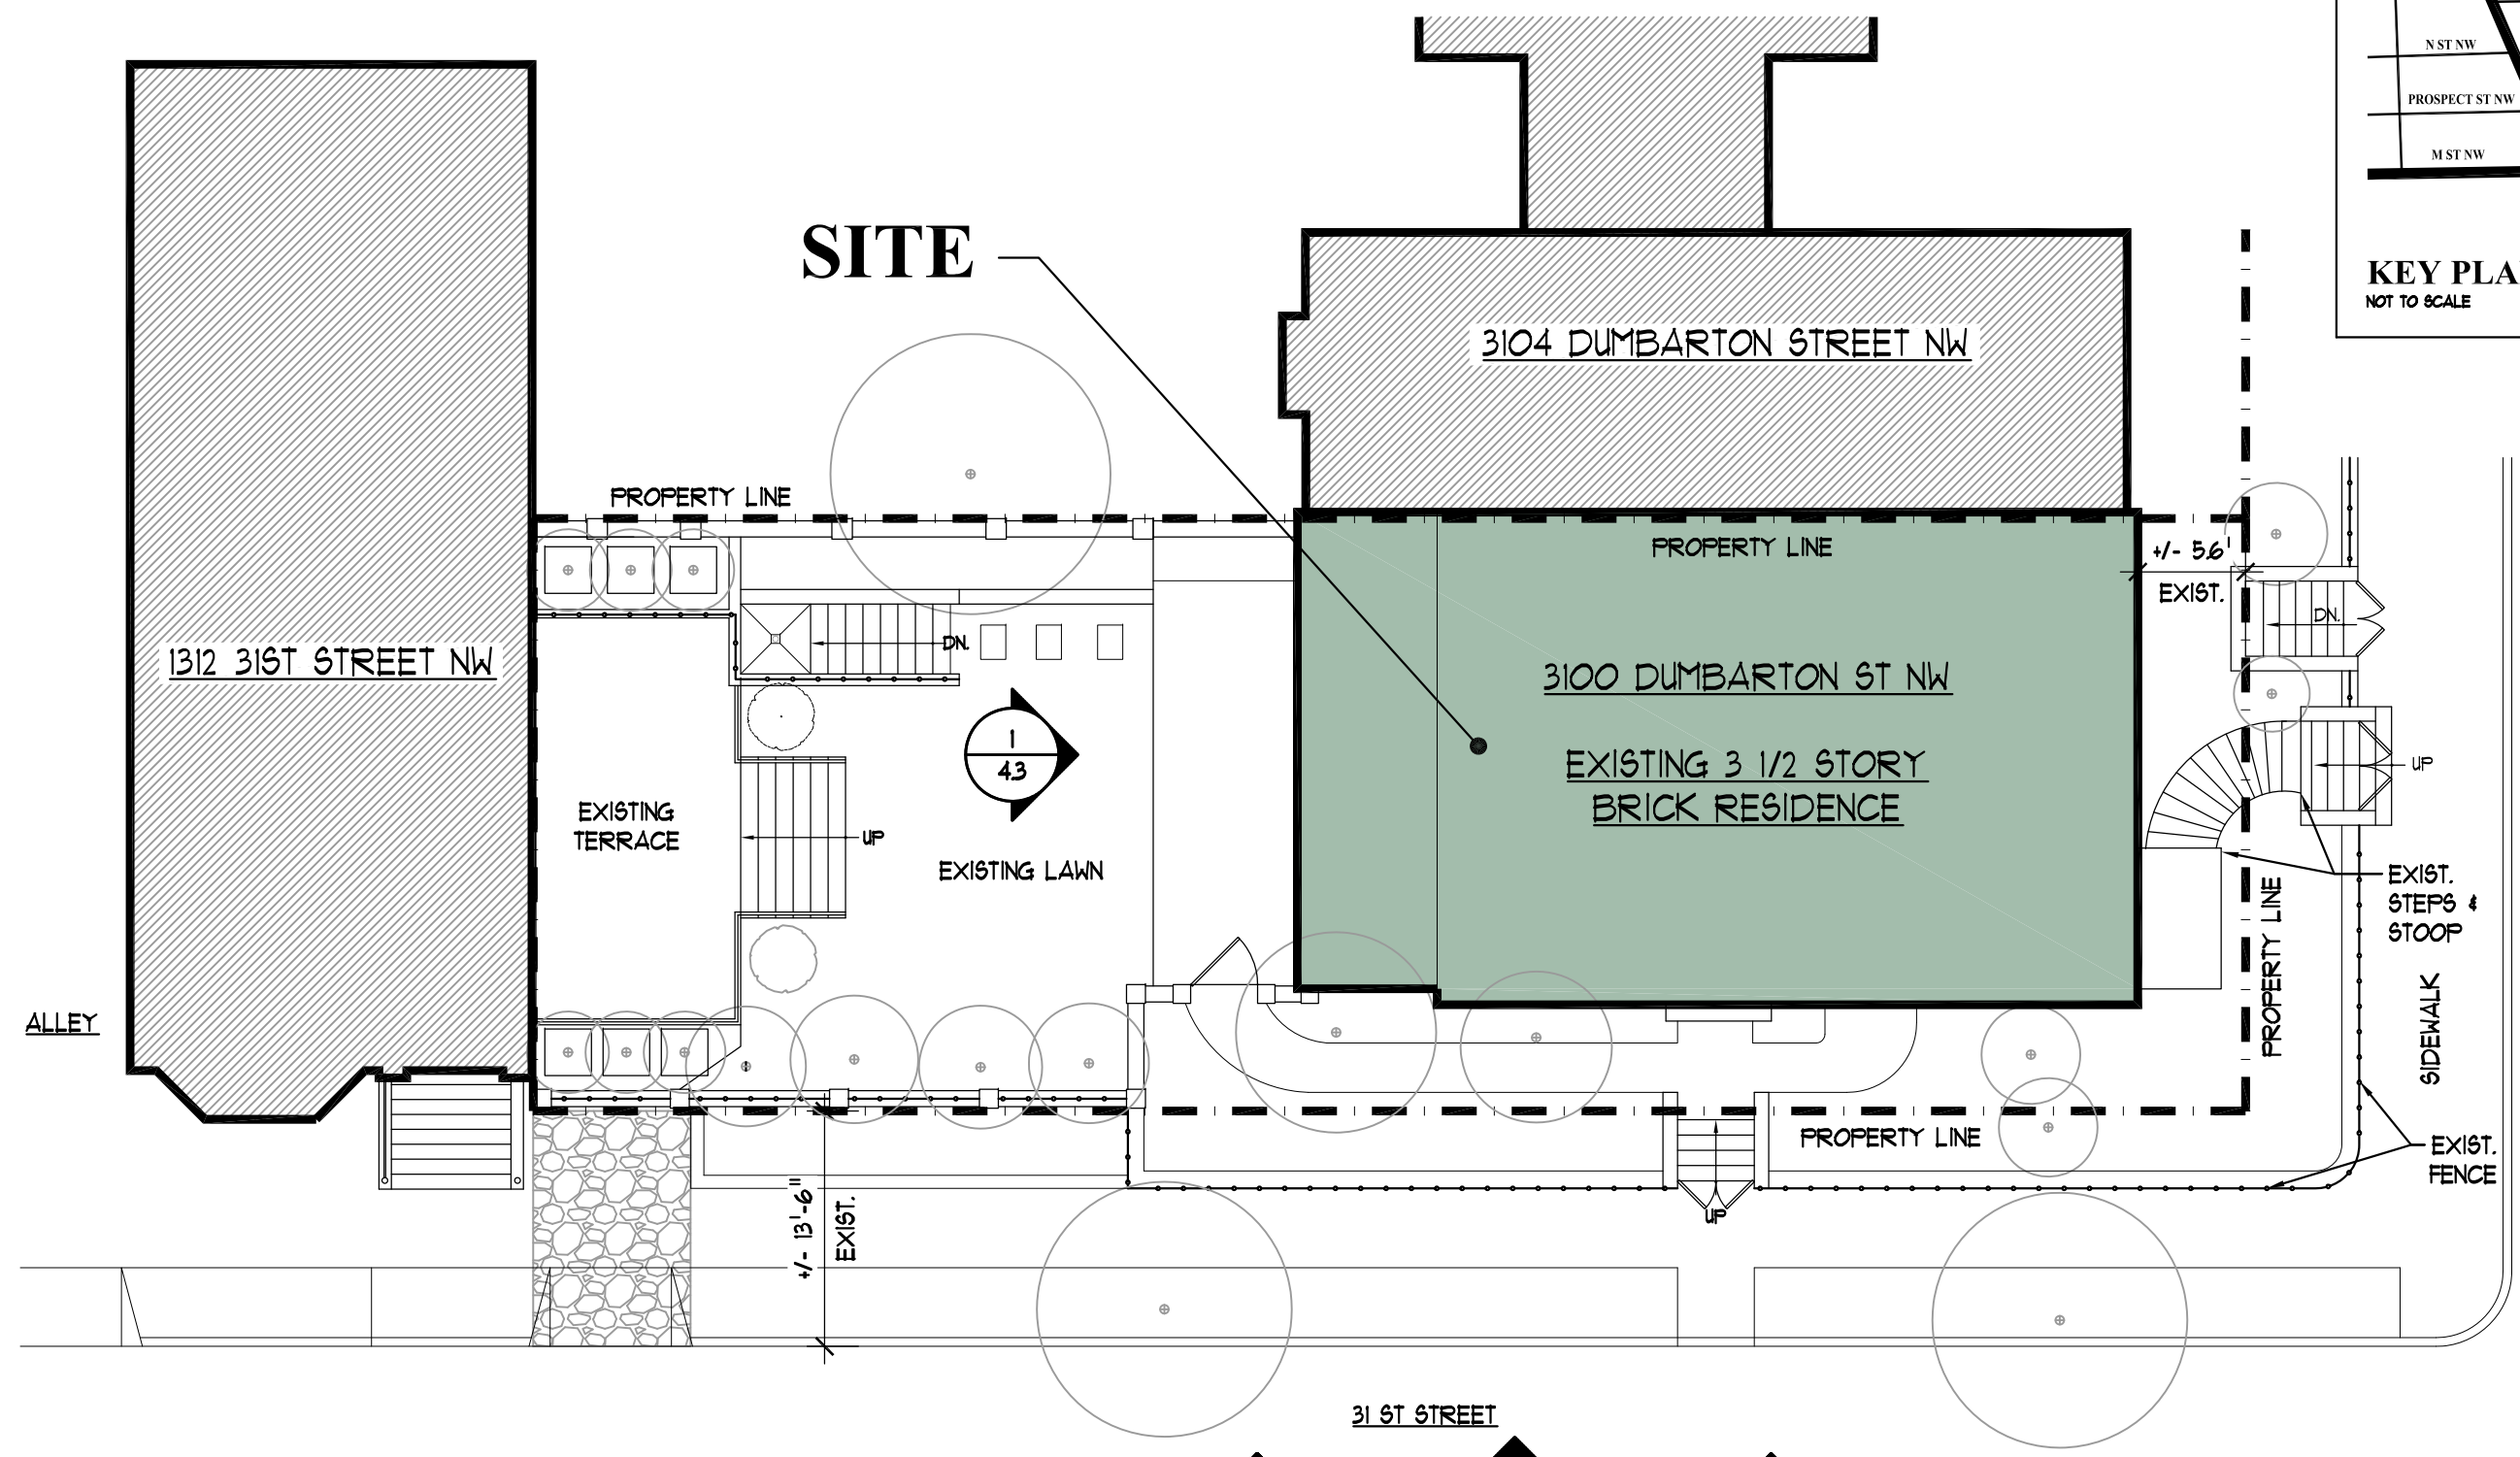 N ST NW
PROSPECT ST NW
M ST NW
KEY PLA
NOT TO SCALE
SITE
3104 DUMBARTON STREET NW
PROPERTY LINE
PROPERTY LINE
+/- 5.6'
EXIST.
DN.
1312 31ST STREET NW
DN.
3100 DUMBARTON ST NW
EXISTING 3 1/2 STORY
BRICK RESIDENCE
1
4.3
UP
EXISTING
TERRACE
UP
EXISTING LAWN
EXIST.
STEPS &
STOOP
PROPERTY LINE
SIDEWALK
ALLEY
PROPERTY LINE
EXIST.
FENCE
+/- 13'-6"
EXIST.
UP
31 ST STREET